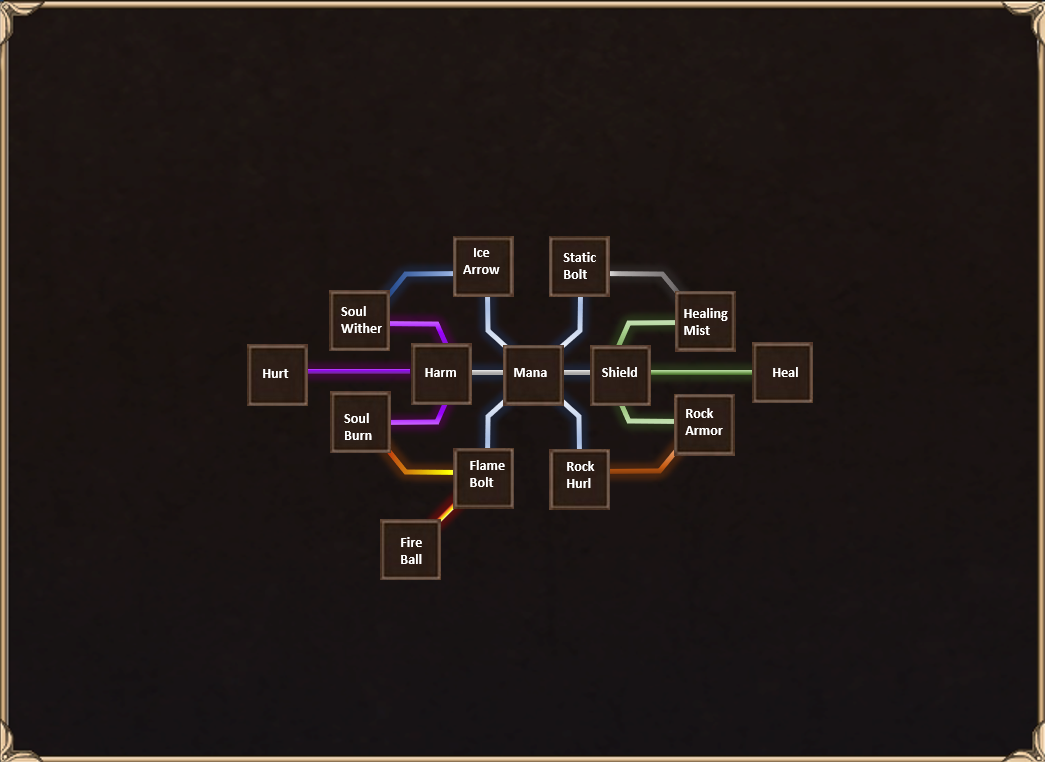 Ice
Arrow
Static
Bolt
Soul
Wither
Healing
Mist
Hurt
Harm
Mana
Shield
Heal
Soul
Burn
Rock
Armor
Flame
Bolt
Rock
Hurl
Fire
Ball